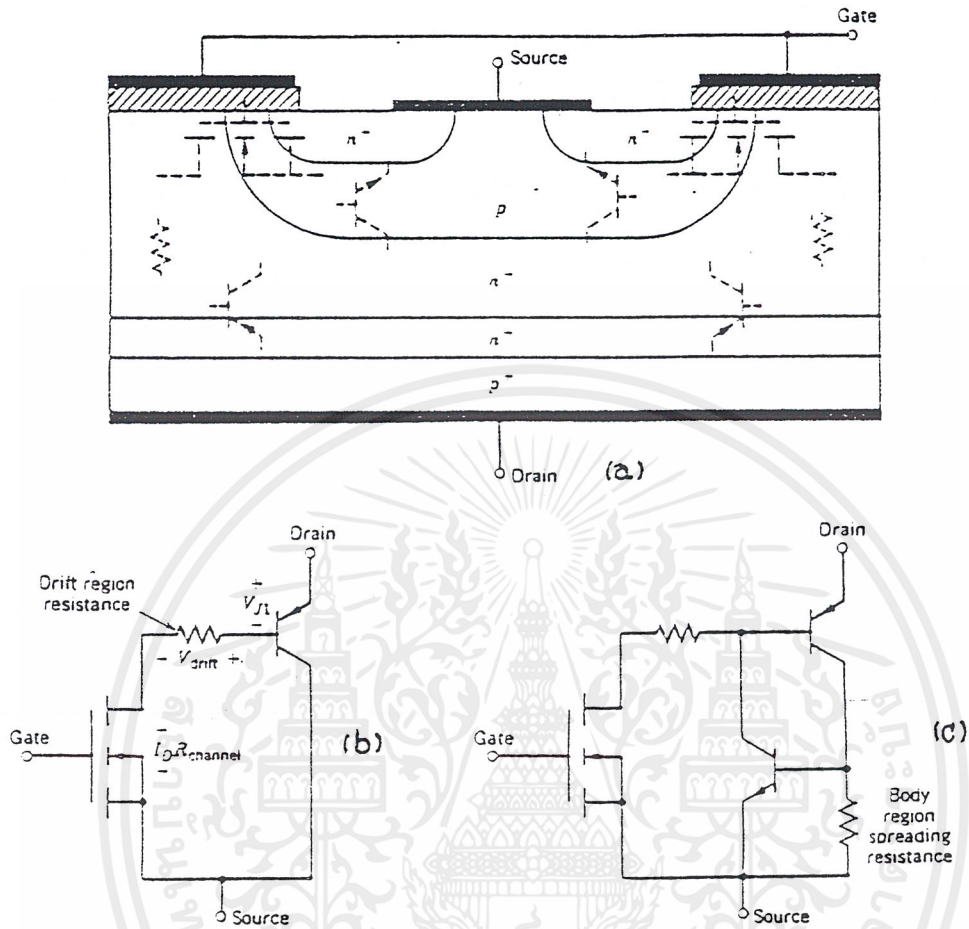 Gate
Source
n⁻
n⁻
p
n⁻
n⁻
p⁻
Drain
(a)
Drain
Drift region
resistance
+
V_J1
−
− V_drift +
Gate
−
I_D R_channel
−
(b)
Source
Drain
Gate
(c)
Body
region
spreading
resistance
Source